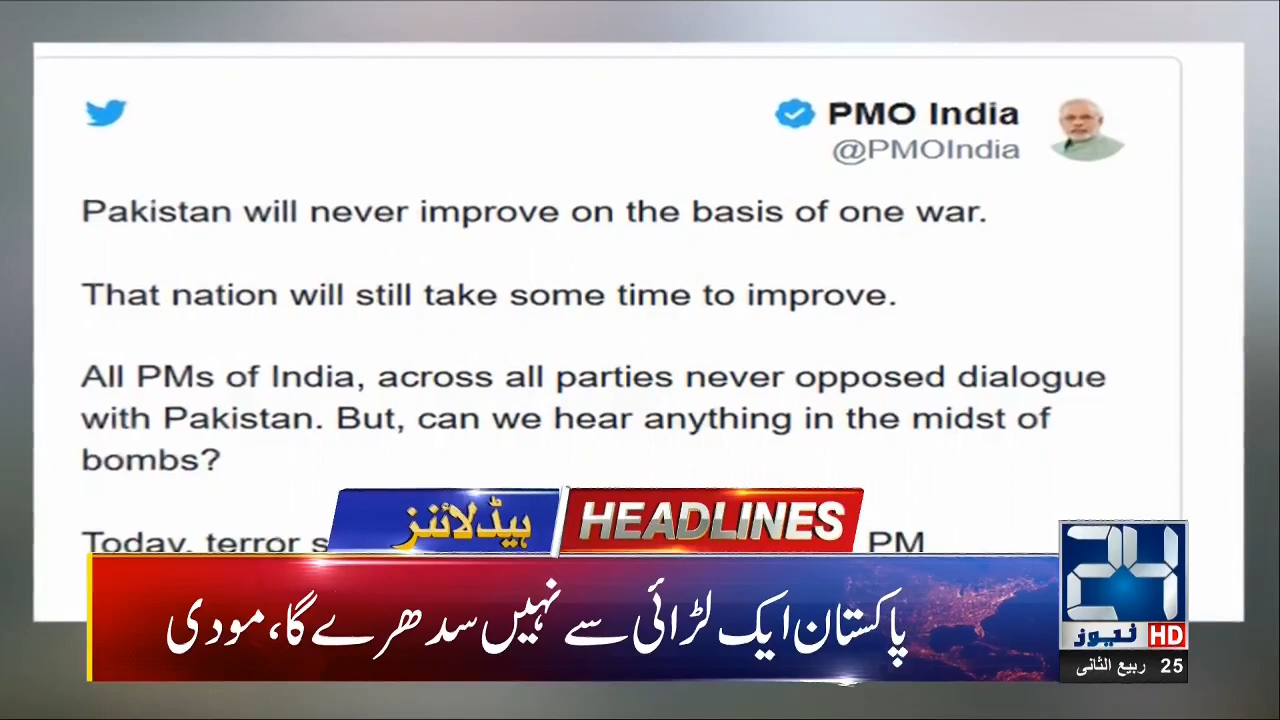 PMO India
@PMOIndia
Pakistan will never improve on the basis of one war.
That nation will still take some time to improve.
All PMs of India, across all parties never opposed dialogue
with Pakistan. But, can we hear anything in the midst of
bombs?
Today, terror s
PM
ہیڈلائنز HEADLINES
پاکستان ایک لڑائی سے نہیں سدھرے گا، مودی
24
نیوز HD
25 ربیع الثانی